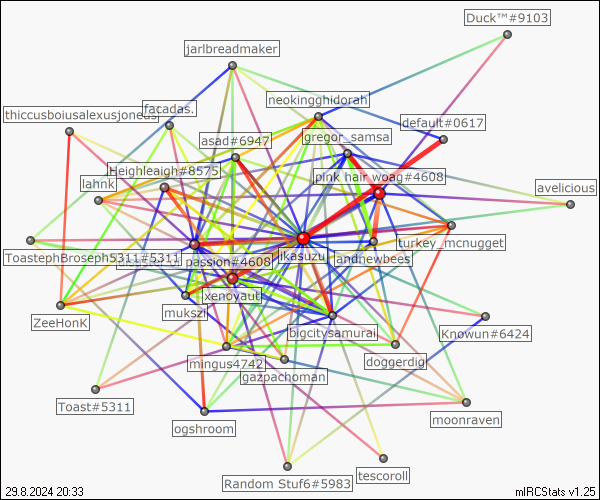 Duck™#9103
jarlbreadmaker
neokingghidorah
facadas.
thiccusboiusalexusjoneus
default#0617
gregor_samsa
asad#6947
Heighleaigh#8575
pink hair woag#4608
lahnk
avelicious
turkey_mcnugget
ToastephBroseph5311#5311
passion#4608
ikasuzu
andnewbees
xenoyauti
mukszi
ZeeHonK
bigcitysamurai
Knowun#6424
mingus4742
doggerdig
gazpachoman
Toast#5311
moonraven
ogshroom
tescoroll
Random Stuf6#5983
29.8.2024 20:33
mIRCStats v1.25